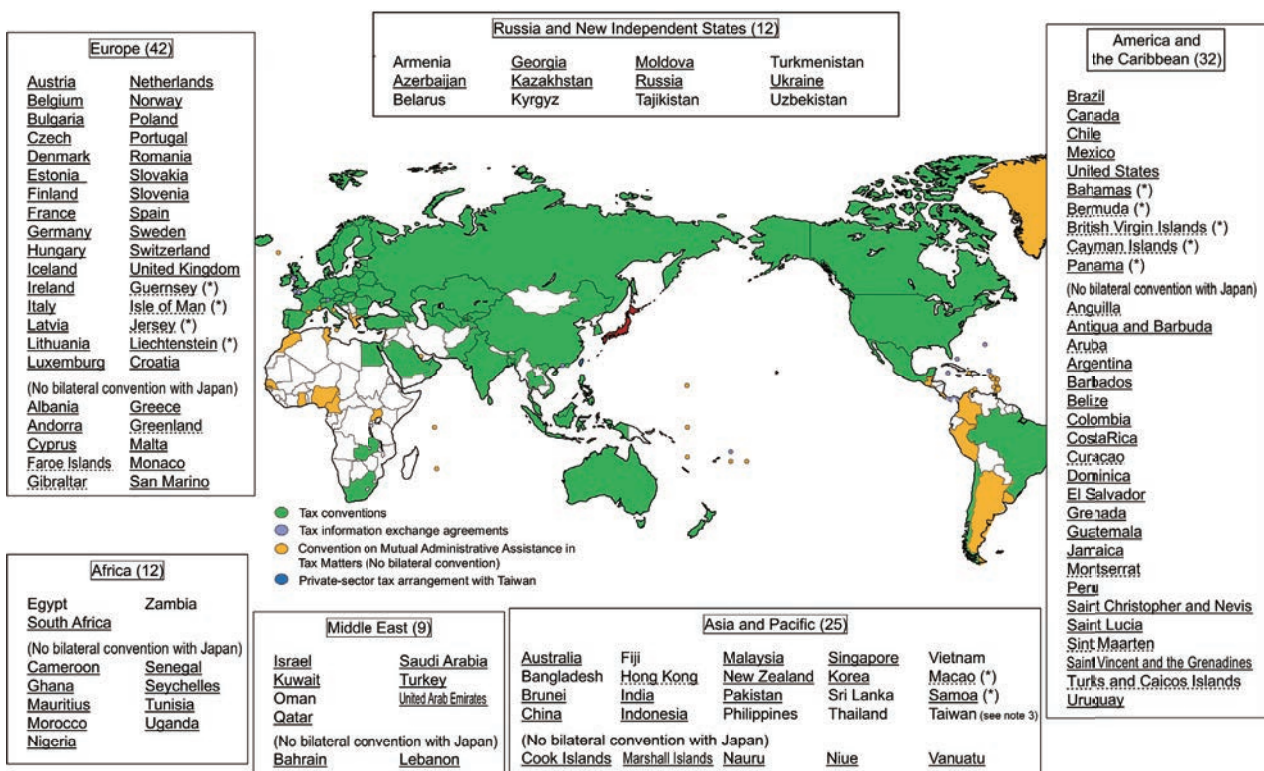 Russia and New Independent States (12)
Armenia Georgia Moldova Turkmenistan
Azerbaijan Kazakhstan Russia Ukraine
Belarus Kyrgyz Tajikistan Uzbekistan
Europe (42)
Austria Netherlands
Belgium Norway
Bulgaria Poland
Czech Portugal
Denmark Romania
Estonia Slovakia
Finland Slovenia
France Spain
Germany Sweden
Hungary Switzerland
Iceland United Kingdom
Ireland Guernsey (*)
Italy Isle of Man (*)
Latvia Jersey (*)
Lithuania Liechtenstein (*)
Luxemburg Croatia
(No bilateral convention with Japan)
Albania Greece
Andorra Greenland
Cyprus Malta
Faroe Islands Monaco
Gibraltar San Marino
America and
the Caribbean (32)
Brazil
Canada
Chile
Mexico
United States
Bahamas (*)
Bermuda (*)
British Virgin Islands (*)
Cayman Islands (*)
Panama (*)
(No bilateral convention with Japan)
Anguilla
Antigua and Barbuda
Aruba
Argentina
Barbados
Belize
Colombia
CostaRica
Curacao
Dominica
El Salvador
Grenada
Guatemala
Jamaica
Montserrat
Peru
Saint Christopher and Nevis
Saint Lucia
Sint Maarten
Saint Vincent and the Grenadines
Turks and Caicos Islands
Uruguay
Tax conventions
Tax information exchange agreements
Convention on Mutual Administrative Assistance in
Tax Matters (No bilateral convention)
Private-sector tax arrangement with Taiwan
Africa (12)
Egypt Zambia
South Africa
(No bilateral convention with Japan)
Cameroon Senegal
Ghana Seychelles
Mauritius Tunisia
Morocco Uganda
Nigeria
Middle East (9)
Israel Saudi Arabia
Kuwait Turkey
Oman United Arab Emirates
Qatar
(No bilateral convention with Japan)
Bahrain Lebanon
Asia and Pacific (25)
Australia Fiji Malaysia Singapore Vietnam
Bangladesh Hong Kong New Zealand Korea Macao (*)
Brunei India Pakistan Sri Lanka Samoa (*)
China Indonesia Philippines Thailand Taiwan (see note 3)
(No bilateral convention with Japan)
Cook Islands Marshall Islands Nauru Niue Vanuatu